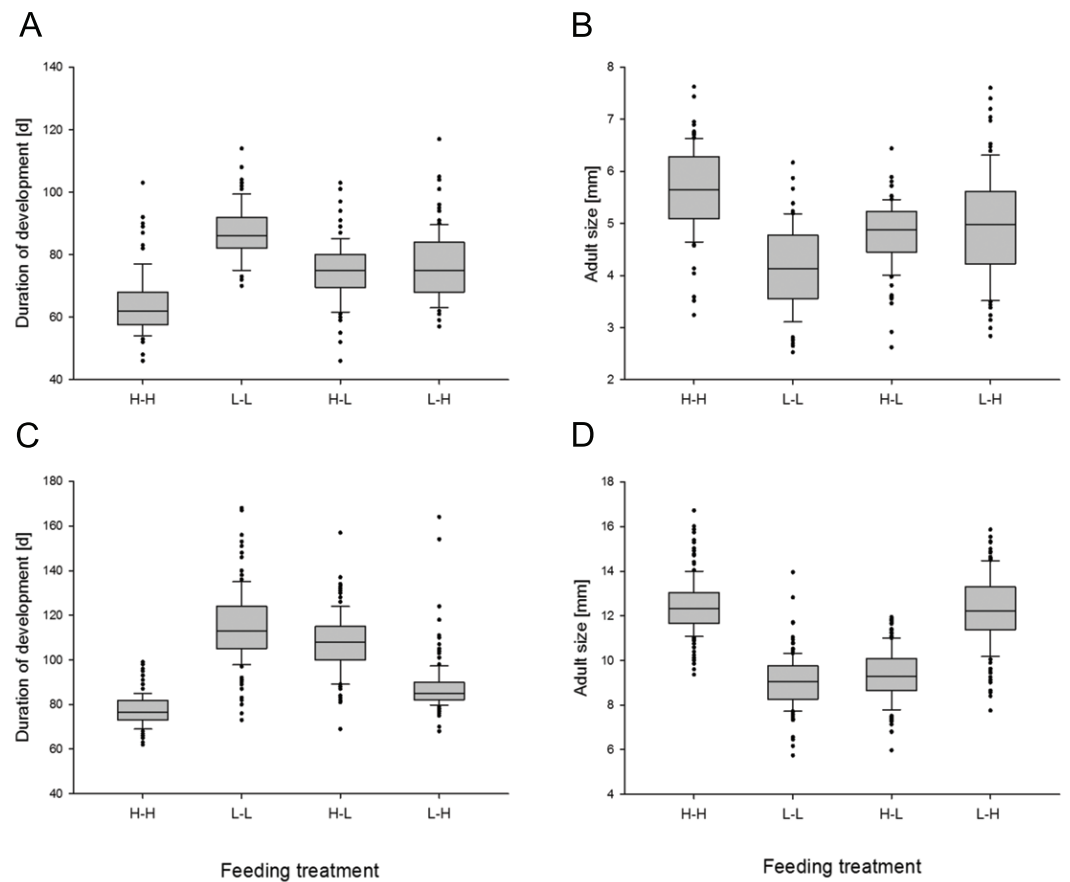 A
B
140
120
100
80
60
40
Duration of development [d]
H-H
L-L
H-L
L-H
8
7
6
5
4
3
2
Adult size [mm]
H-H
L-L
H-L
L-H
C
D
180
160
140
120
100
80
60
40
Duration of development [d]
H-H
L-L
H-L
L-H
Feeding treatment
18
16
14
12
10
8
6
4
Adult size [mm]
H-H
L-L
H-L
L-H
Feeding treatment